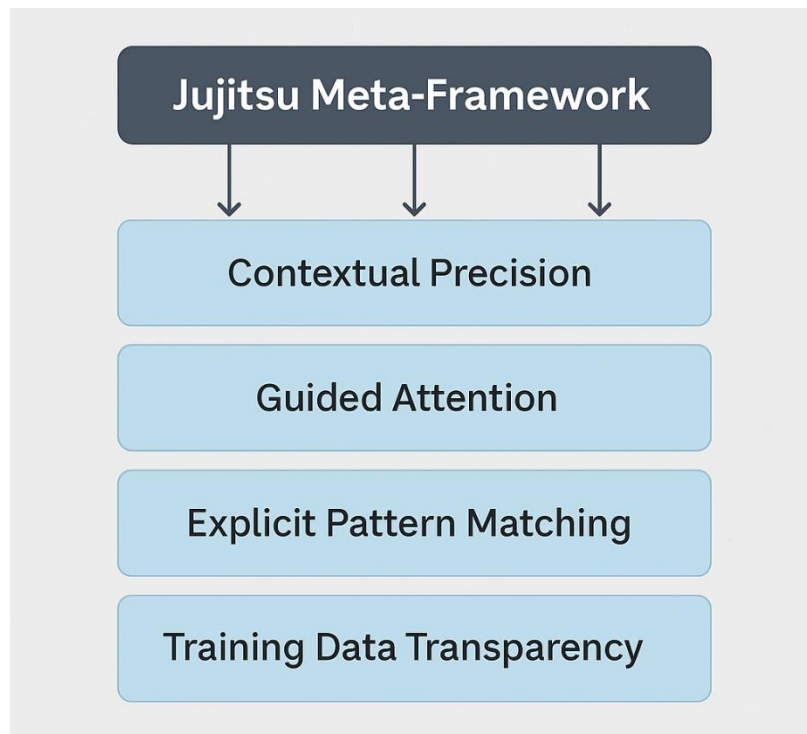 Jujitsu Meta-Framework
Contextual Precision
Guided Attention
Explicit Pattern Matching
Training Data Transparency